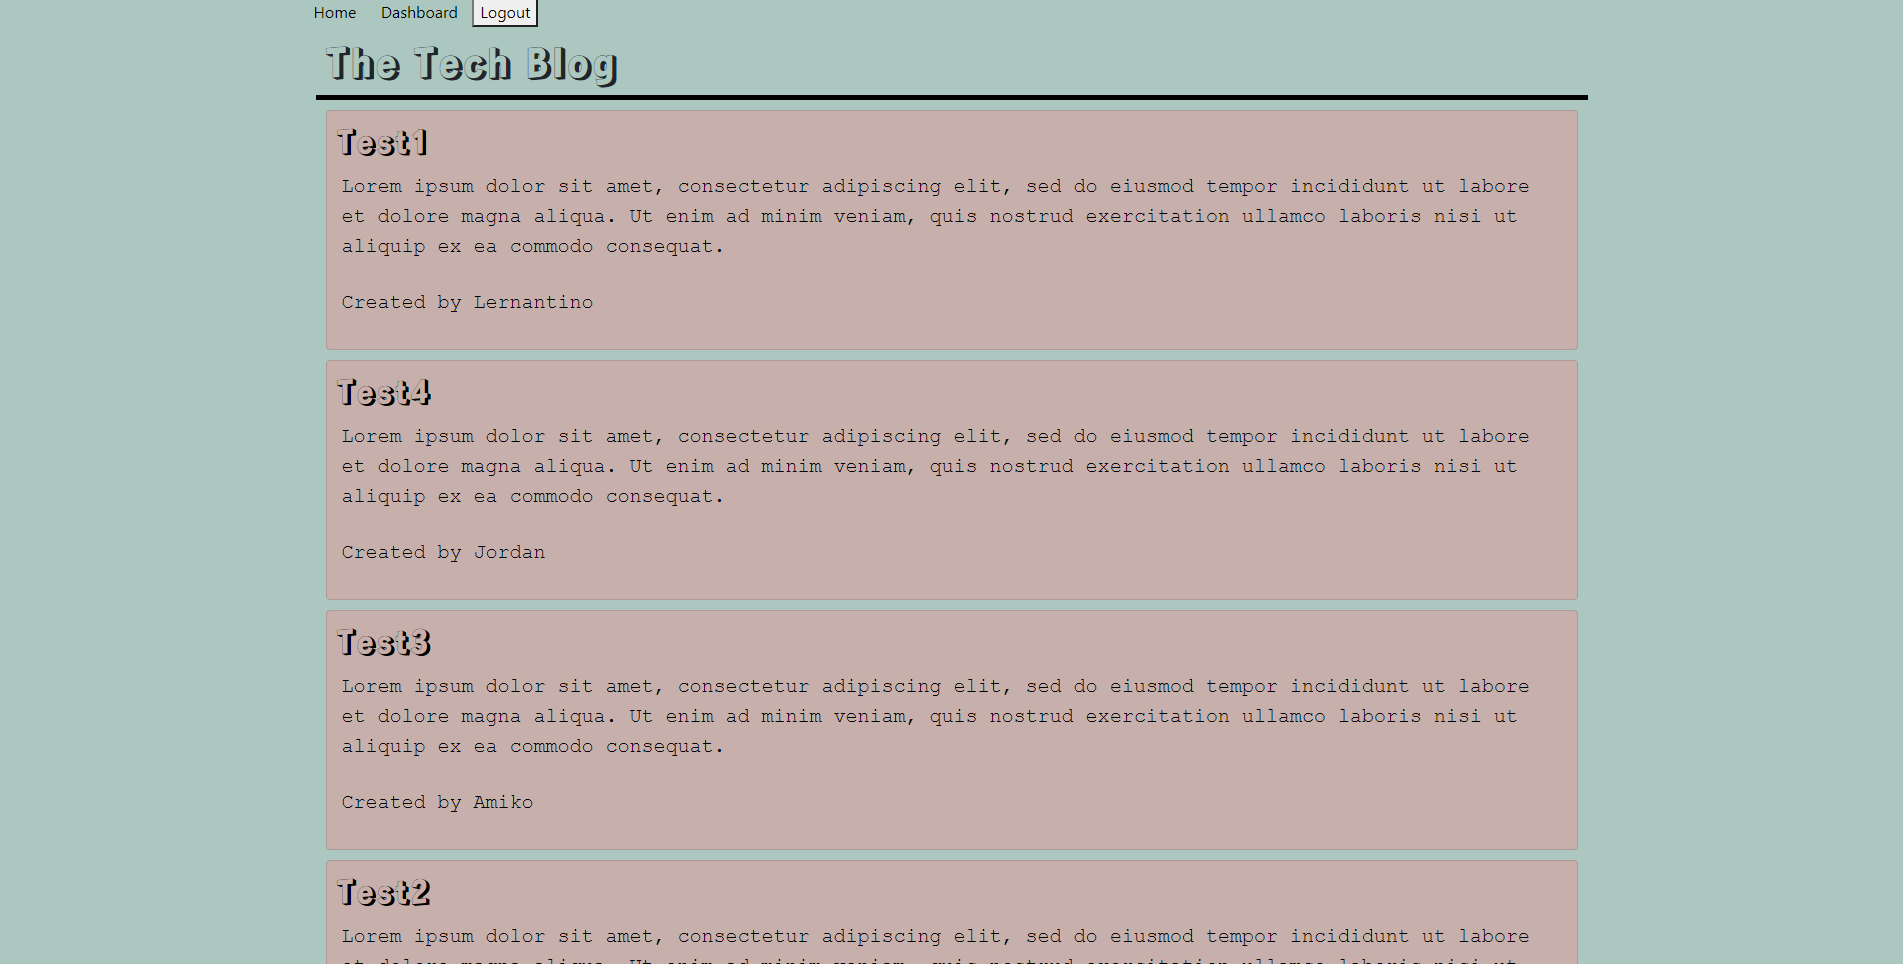 Home Dashboard Logout
The Tech Blog
Test1
Lorem ipsum dolor sit amet, consectetur adipiscing elit, sed do eiusmod tempor incididunt ut labore
et dolore magna aliqua. Ut enim ad minim veniam, quis nostrud exercitation ullamco laboris nisi ut
aliquip ex ea commodo consequat.
Created by Lernantino
Test4
Lorem ipsum dolor sit amet, consectetur adipiscing elit, sed do eiusmod tempor incididunt ut labore
et dolore magna aliqua. Ut enim ad minim veniam, quis nostrud exercitation ullamco laboris nisi ut
aliquip ex ea commodo consequat.
Created by Jordan
Test3
Lorem ipsum dolor sit amet, consectetur adipiscing elit, sed do eiusmod tempor incididunt ut labore
et dolore magna aliqua. Ut enim ad minim veniam, quis nostrud exercitation ullamco laboris nisi ut
aliquip ex ea commodo consequat.
Created by Amiko
Test2
Lorem ipsum dolor sit amet, consectetur adipiscing elit, sed do eiusmod tempor incididunt ut labore